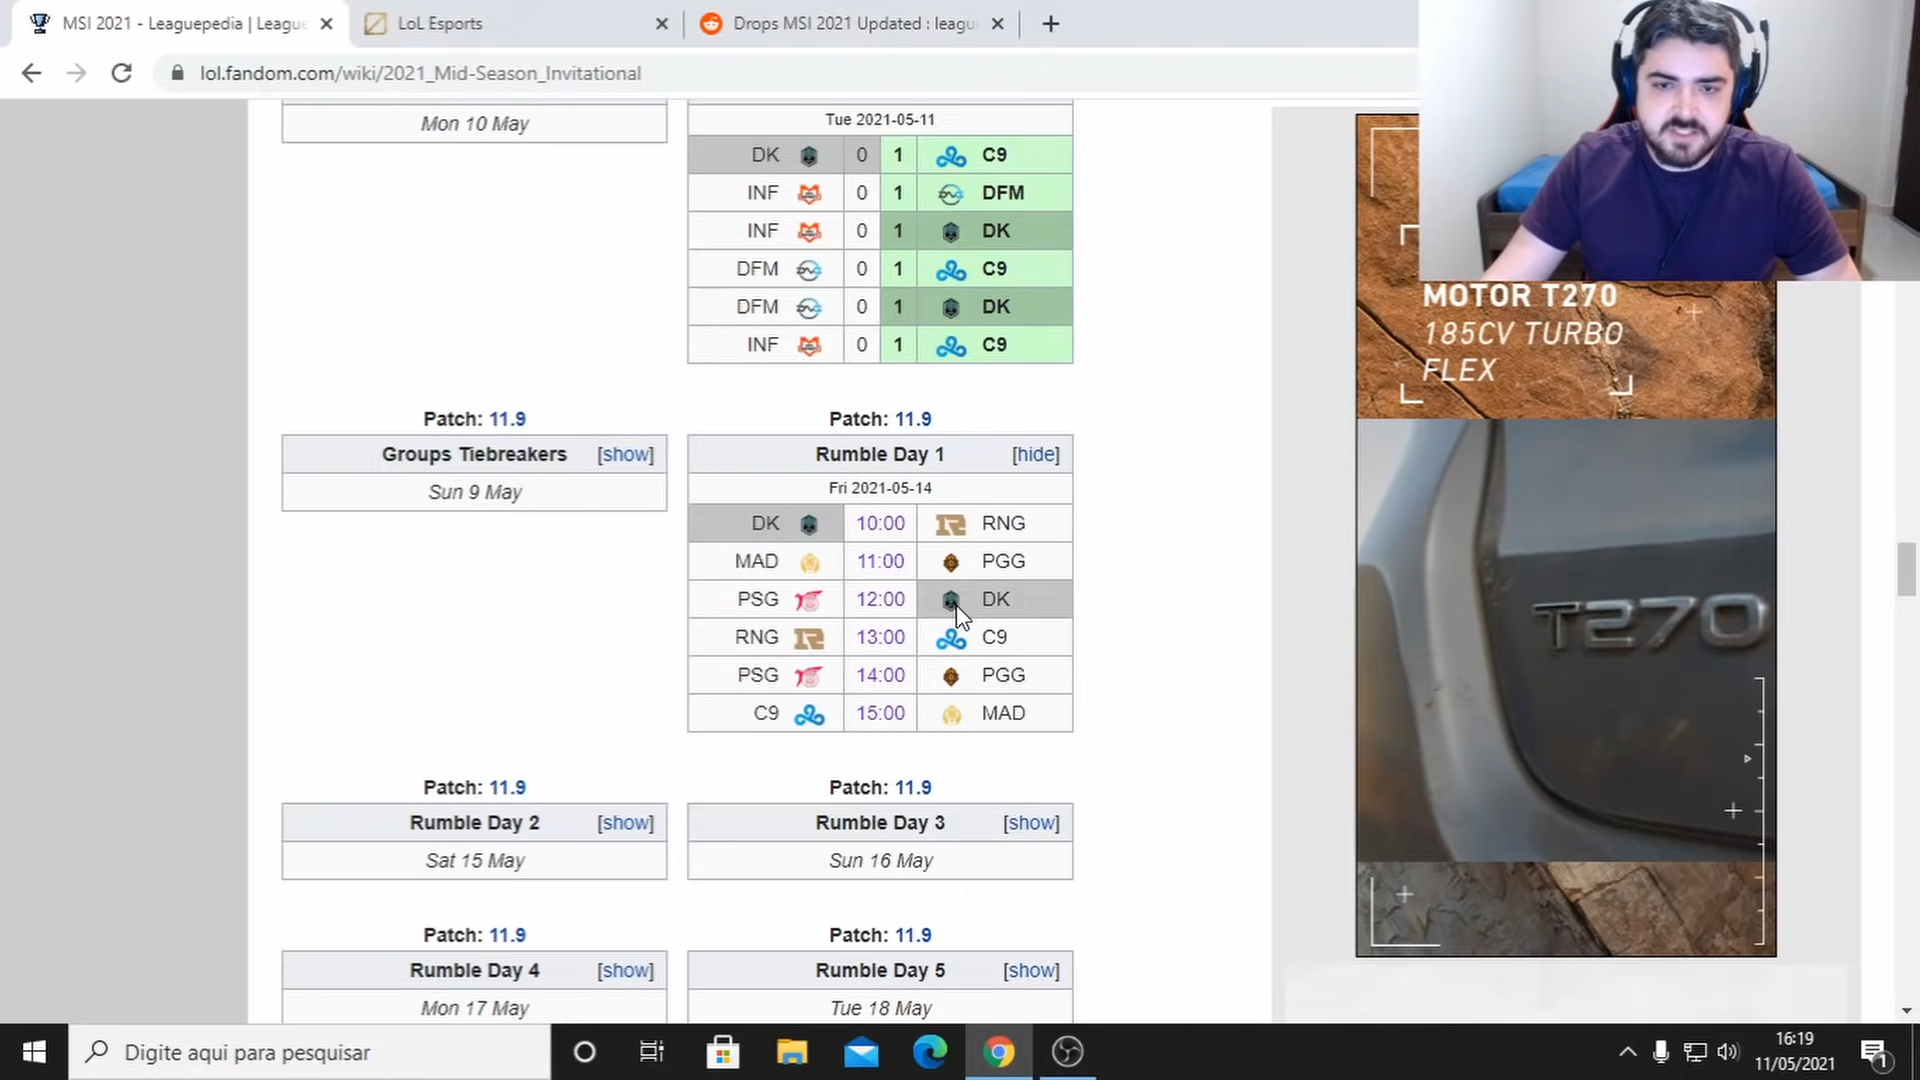 MSI 2021 - Leaguepedia | League
LoL Esports
Drops MSI 2021 Updated : leagu
lol.fandom.com/wiki/2021_Mid-Season_Invitational
Mon 10 May
Tue 2021-05-11
DK 0 1 C9
INF 0 1 DFM
INF 0 1 DK
DFM 0 1 C9
DFM 0 1 DK
INF 0 1 C9
Patch: 11.9
Groups Tiebreakers [show]
Sun 9 May
Patch: 11.9
Rumble Day 1 [hide]
Fri 2021-05-14
DK 10:00 RNG
MAD 11:00 PGG
PSG 12:00 DK
RNG 13:00 C9
PSG 14:00 PGG
C9 15:00 MAD
Patch: 11.9
Rumble Day 2 [show]
Sat 15 May
Patch: 11.9
Rumble Day 3 [show]
Sun 16 May
Patch: 11.9
Rumble Day 4 [show]
Mon 17 May
Patch: 11.9
Rumble Day 5 [show]
Tue 18 May
MOTOR T270
185CV TURBO
FLEX
T270
Digite aqui para pesquisar
16:19
11/05/2021
1